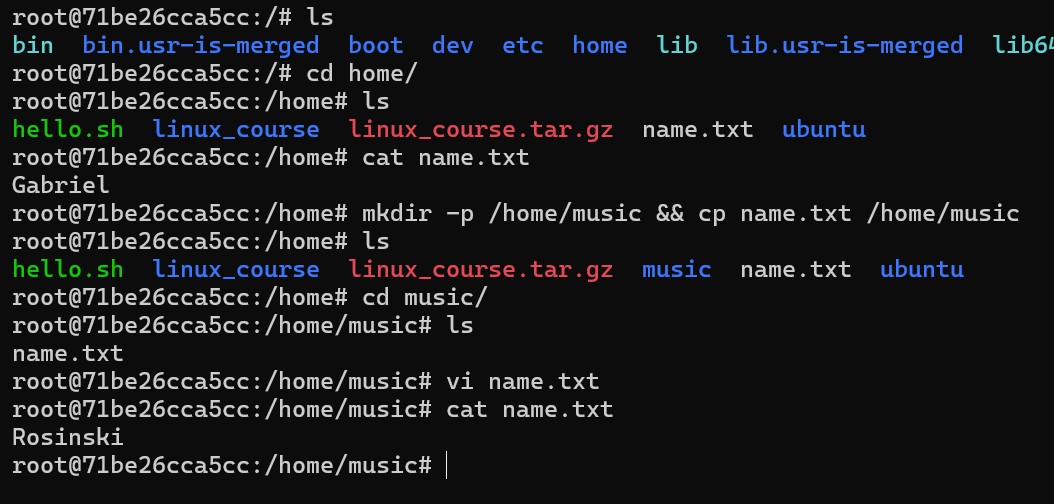 root@71be26cca5cc:/# ls
bin  bin.usr-is-merged  boot  dev  etc  home  lib  lib.usr-is-merged  lib64
root@71be26cca5cc:/# cd home/
root@71be26cca5cc:/home# ls
hello.sh  linux_course  linux_course.tar.gz  name.txt  ubuntu
root@71be26cca5cc:/home# cat name.txt
Gabriel
root@71be26cca5cc:/home# mkdir -p /home/music && cp name.txt /home/music
root@71be26cca5cc:/home# ls
hello.sh  linux_course  linux_course.tar.gz  music  name.txt  ubuntu
root@71be26cca5cc:/home# cd music/
root@71be26cca5cc:/home/music# ls
name.txt
root@71be26cca5cc:/home/music# vi name.txt
root@71be26cca5cc:/home/music# cat name.txt
Rosinski
root@71be26cca5cc:/home/music#